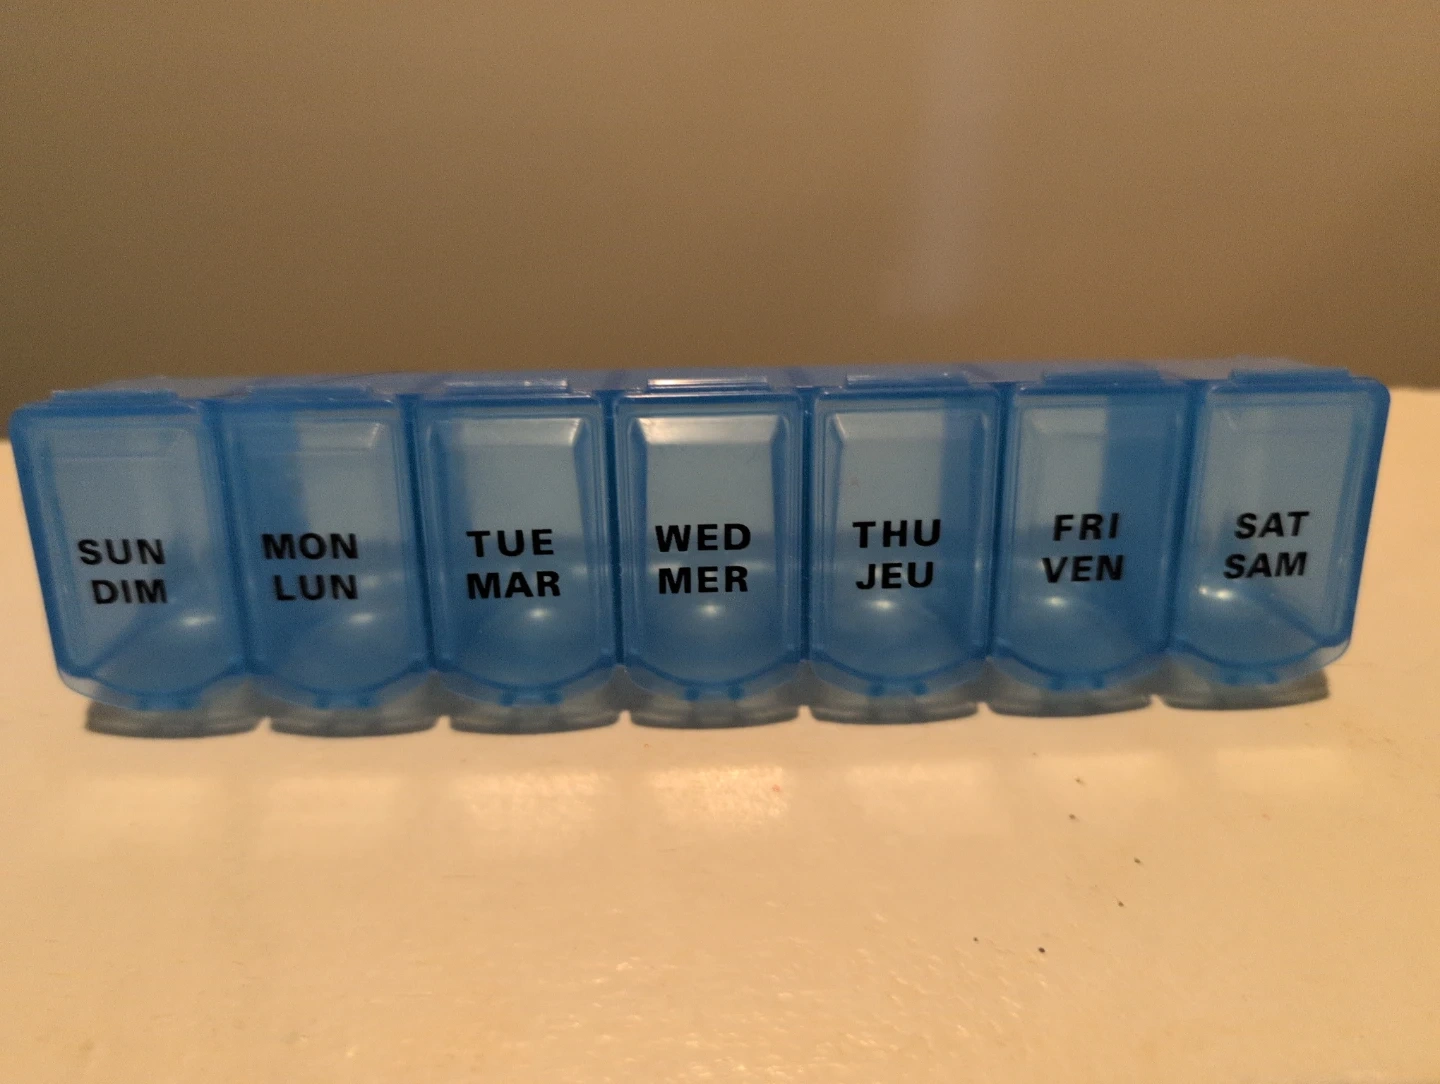 SUN
DIM
MON
LUN
TUE
MAR
WED
MER
THU
JEU
FRI
VEN
SAT
SAM